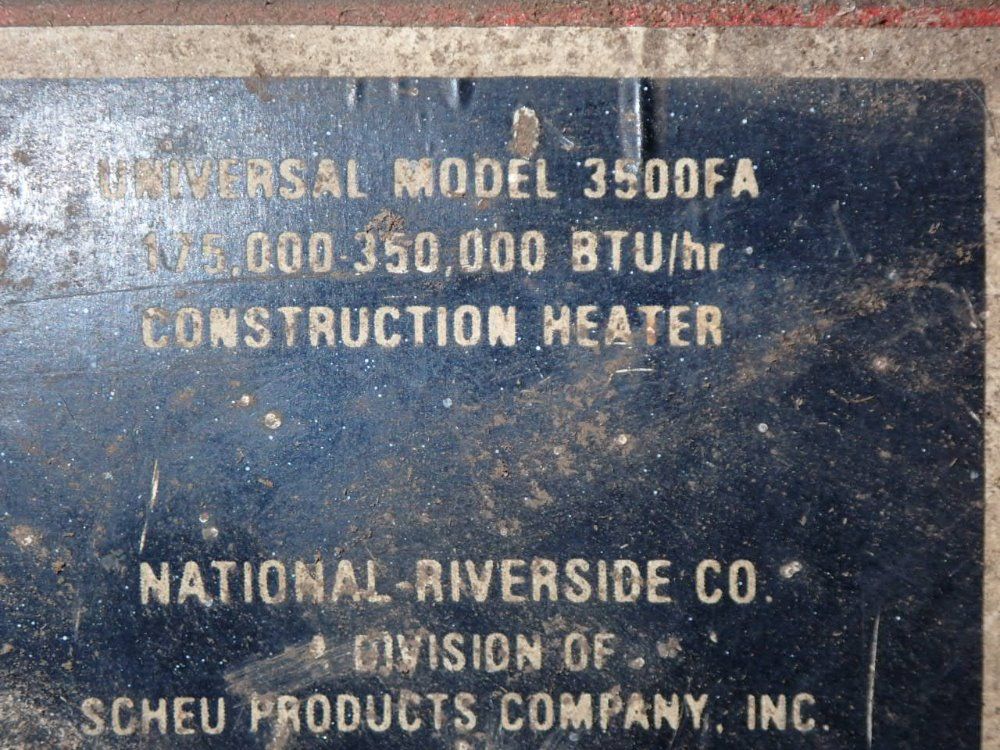 UNIVERSAL MODEL 3500FA
175,000-350,000 BTU/hr
CONSTRUCTION HEATER
NATIONAL RIVERSIDE CO.
DIVISION OF
SCHEU PRODUCTS COMPANY, INC.